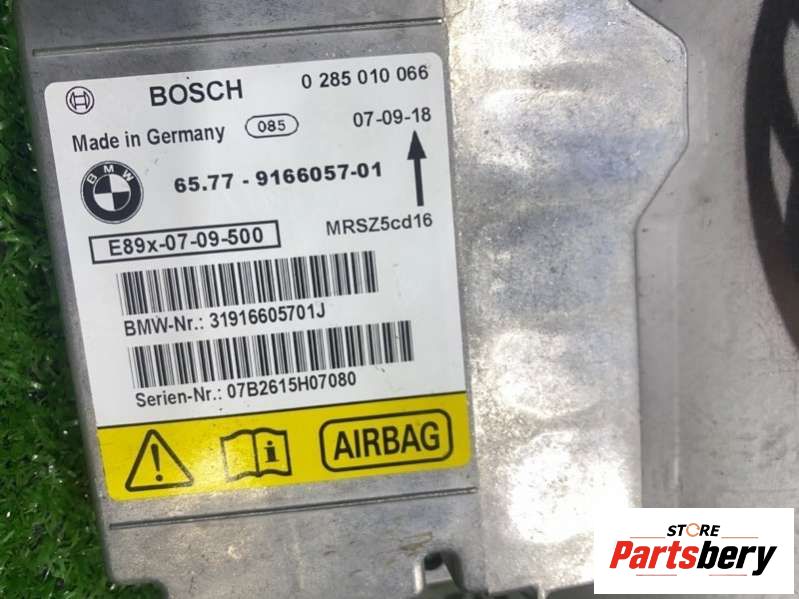 BOSCH 0 285 010 066
Made in Germany 085 07-09-18
BMW
65.77 - 9166057-01
E89x-07-09-500 MRSZ5cd16
BMW-Nr.: 31916605701J
Serien-Nr.: 07B2615H07080
AIRBAG
STORE
Partsbery